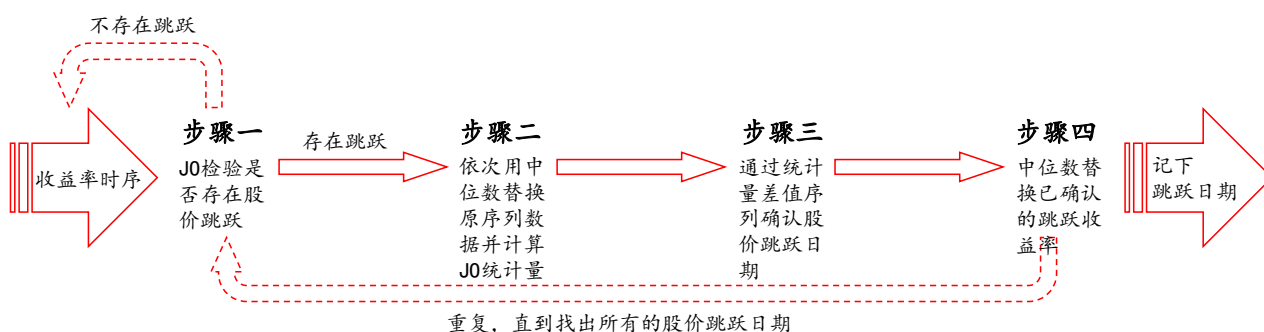 不存在跳跃
收益率时序
步骤一
JO检验是
否存在股
价跳跃
存在跳跃
步骤二
依次用中
位数替换
原序列数
据并计算
JO统计量
步骤三
通过统计
量差值序
列确认股
价跳跃日
期
步骤四
中位数替
换已确认
的跳跃收
益率
记下
跳跃日期
重复，直到找出所有的股价跳跃日期